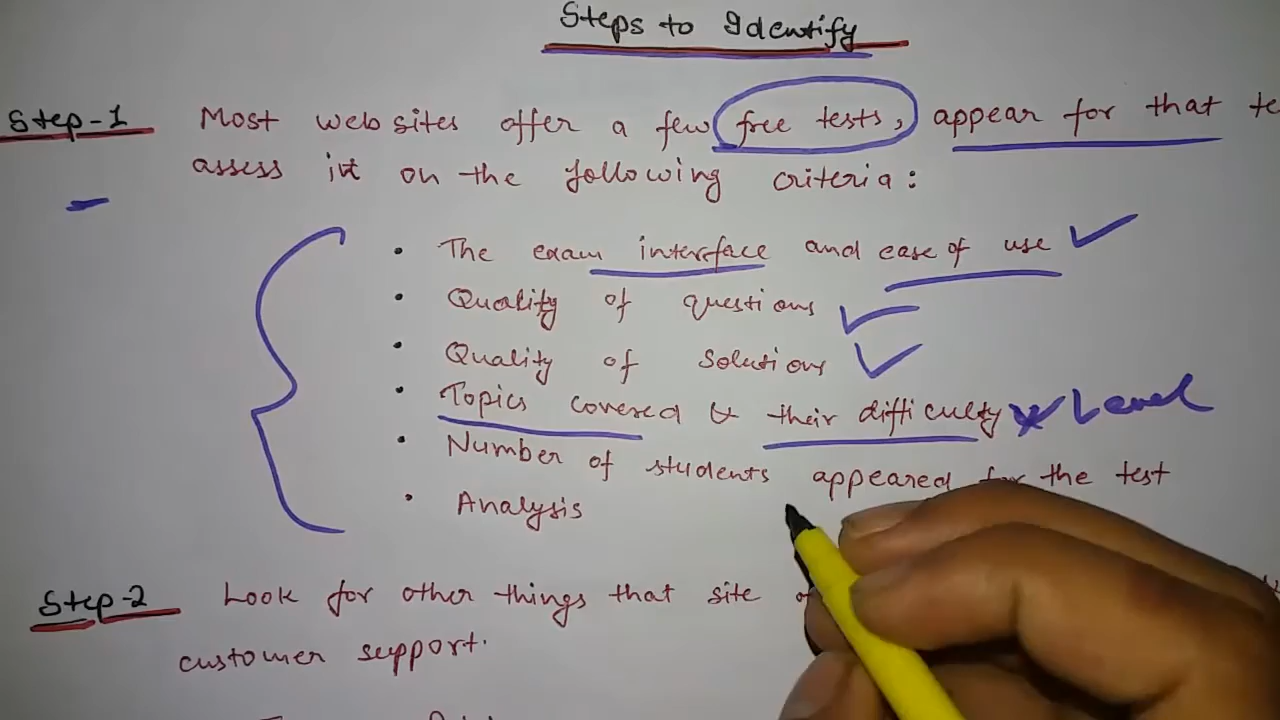 Steps to Identify
Step-1 Most websites offer a few free tests, appear for that te
assess it on the following criteria:
• The exam interface and ease of use
• Quality of questions
• Quality of Solutions
• Topics covered & their difficulty Level
• Number of students appeared for the test
• Analysis
Step-2 Look for other things that site
customer support.